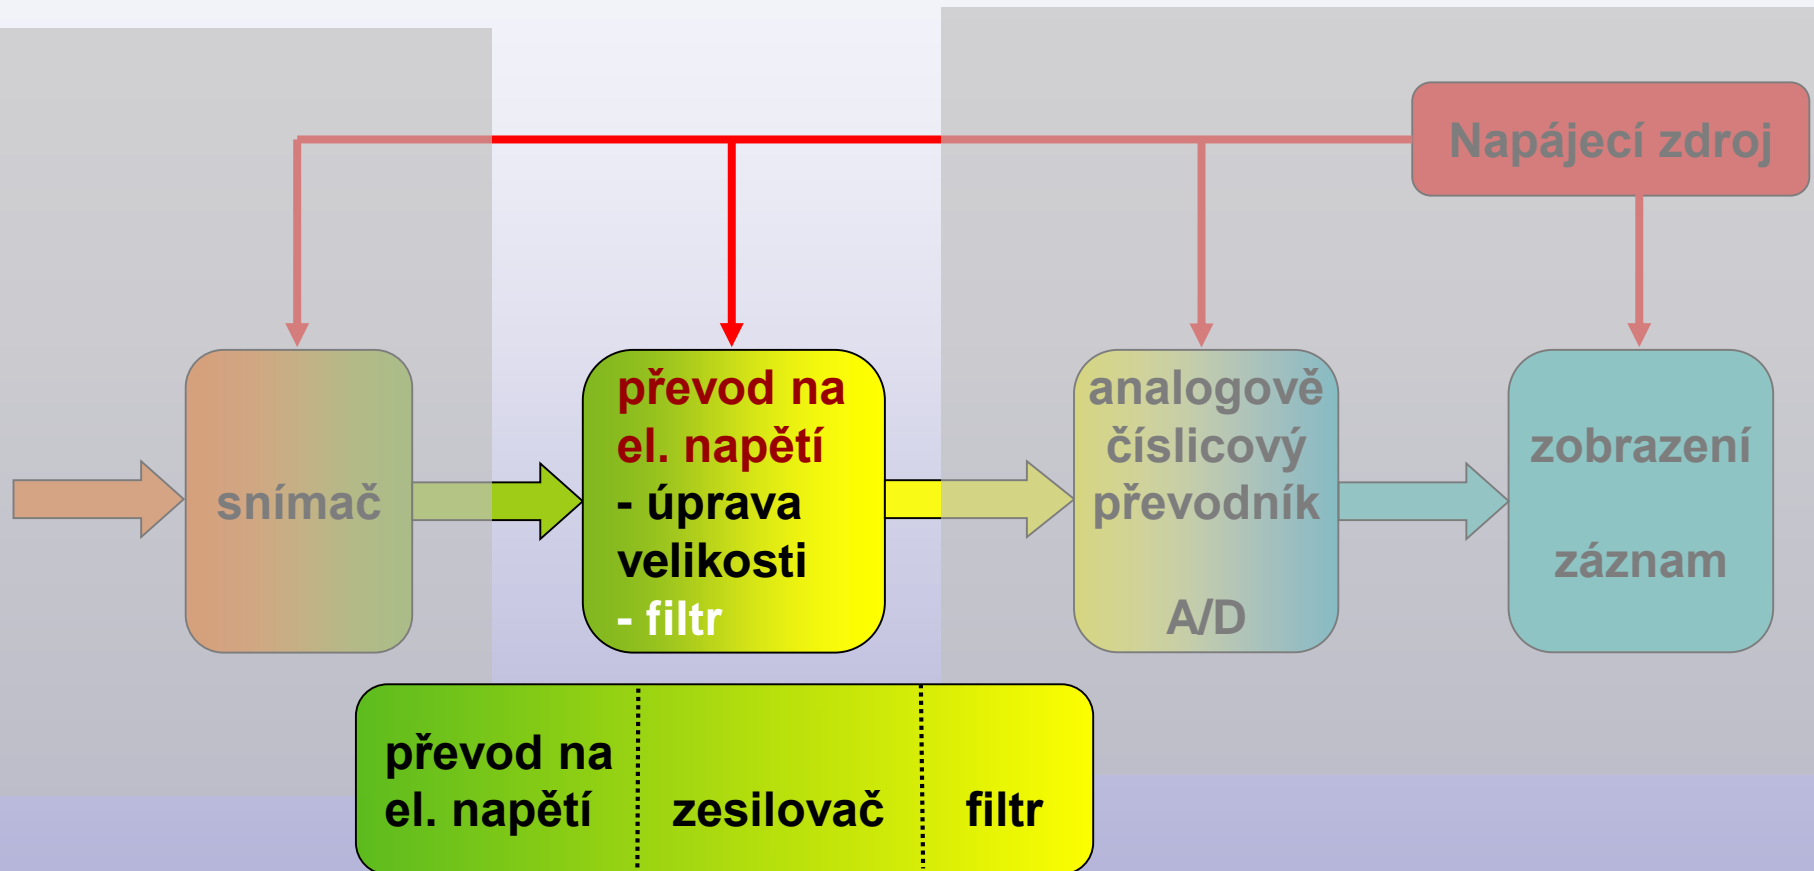 Napájecí zdroj
snímač
převod na
el. napětí
- úprava
velikosti
- filtr
analogově
číslicový
převodník
A/D
zobrazení
záznam
převod na
el. napětí
zesilovač
filtr